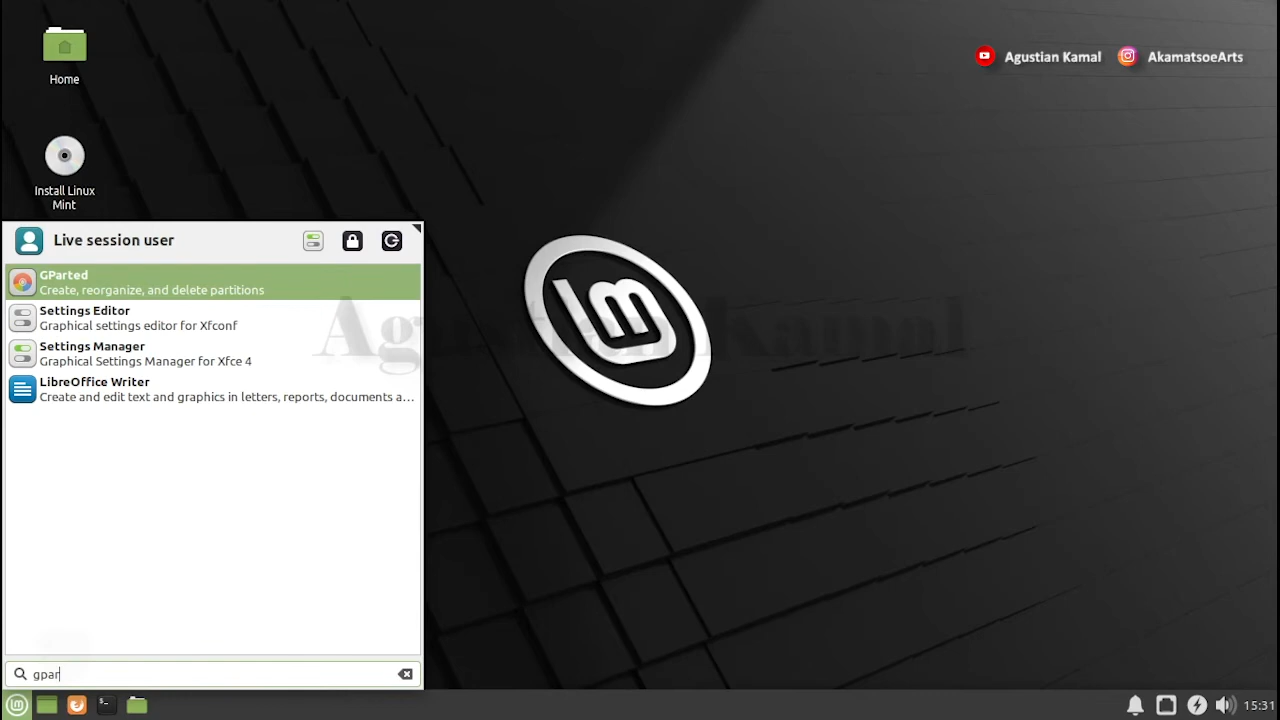 Home
Agustian Kamal
AkamatsoeArts
Install Linux
Mint
Live session user
GParted
Create, reorganize, and delete partitions
Settings Editor
Graphical settings editor for Xfconf
Settings Manager
Graphical Settings Manager for Xfce 4
LibreOffice Writer
Create and edit text and graphics in letters, reports, documents a...
Agustian Kamal
gpar
15:31